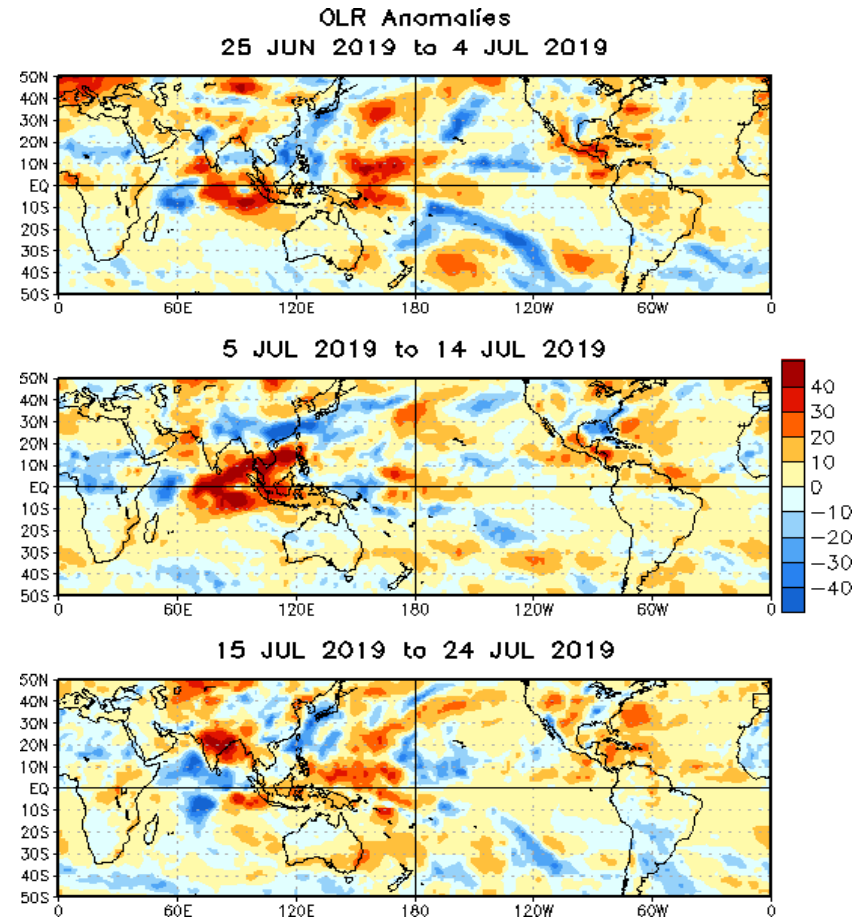 OLR Anomalies
25 JUN 2019 to 4 JUL 2019
50N
40N
30N
20N
10N
EQ
10S
20S
30S
40S
50S
0 60E 120E 180 120W 60W 0
5 JUL 2019 to 14 JUL 2019
50N
40N
30N
20N
10N
EQ
10S
20S
30S
40S
50S
0 60E 120E 180 120W 60W 0
40
30
20
10
0
−10
−20
−30
−40
15 JUL 2019 to 24 JUL 2019
50N
40N
30N
20N
10N
EQ
10S
20S
30S
40S
50S
0 60E 120E 180 120W 60W 0